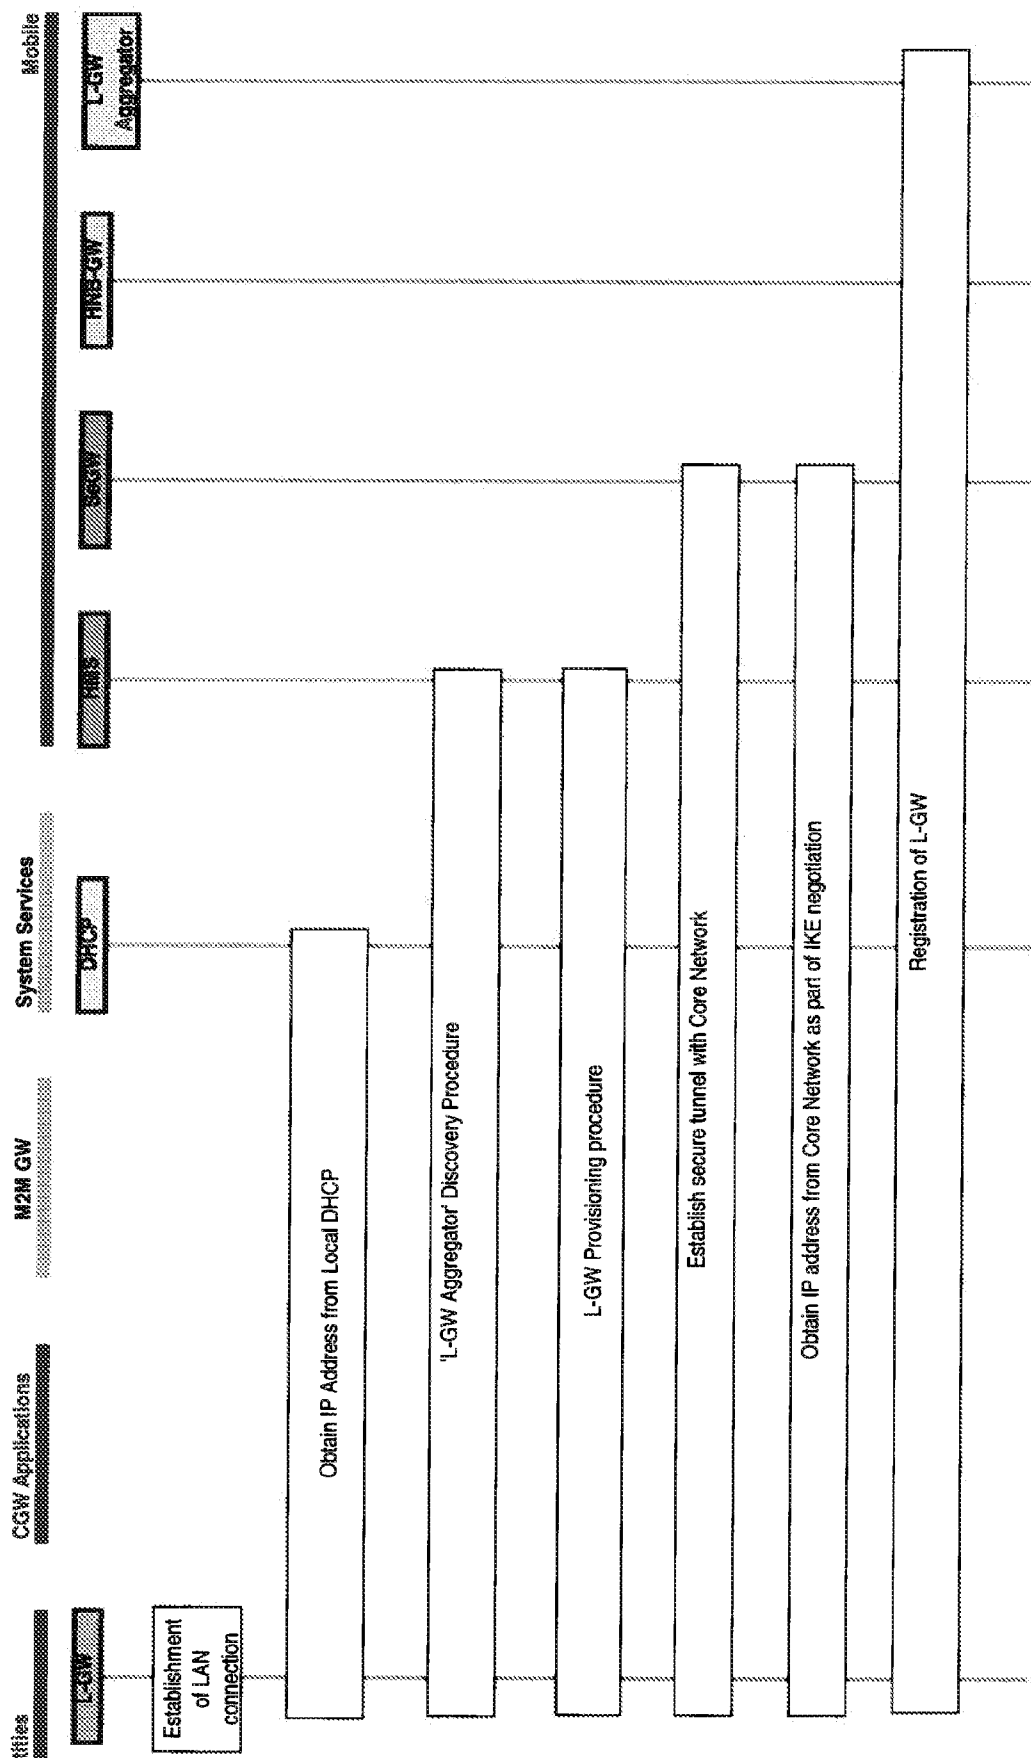 CGW Applications
M2M GW
System Services
Mobile
L-GW
DHCP
HMS
SeGW
HNB-GW
L-GW
Aggregator
Establishment
of LAN
connection
Obtain IP Address from Local DHCP
'L-GW Aggregator' Discovery Procedure
L-GW Provisioning procedure
Establish secure tunnel with Core Network
Obtain IP address from Core Network as part of IKE negotiation
Registration of L-GW